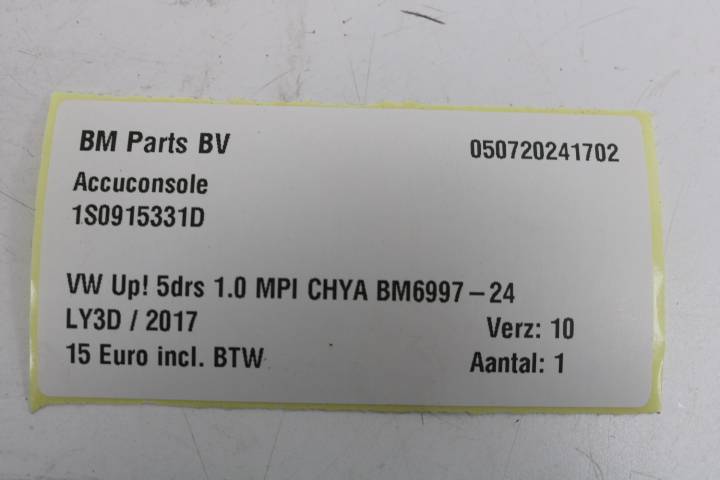 BM Parts BV 050720241702
Accuconsole
1S0915331D
VW Up! 5drs 1.0 MPI CHYA BM6997-24
LY3D / 2017 Verz: 10
15 Euro incl. BTW Aantal: 1